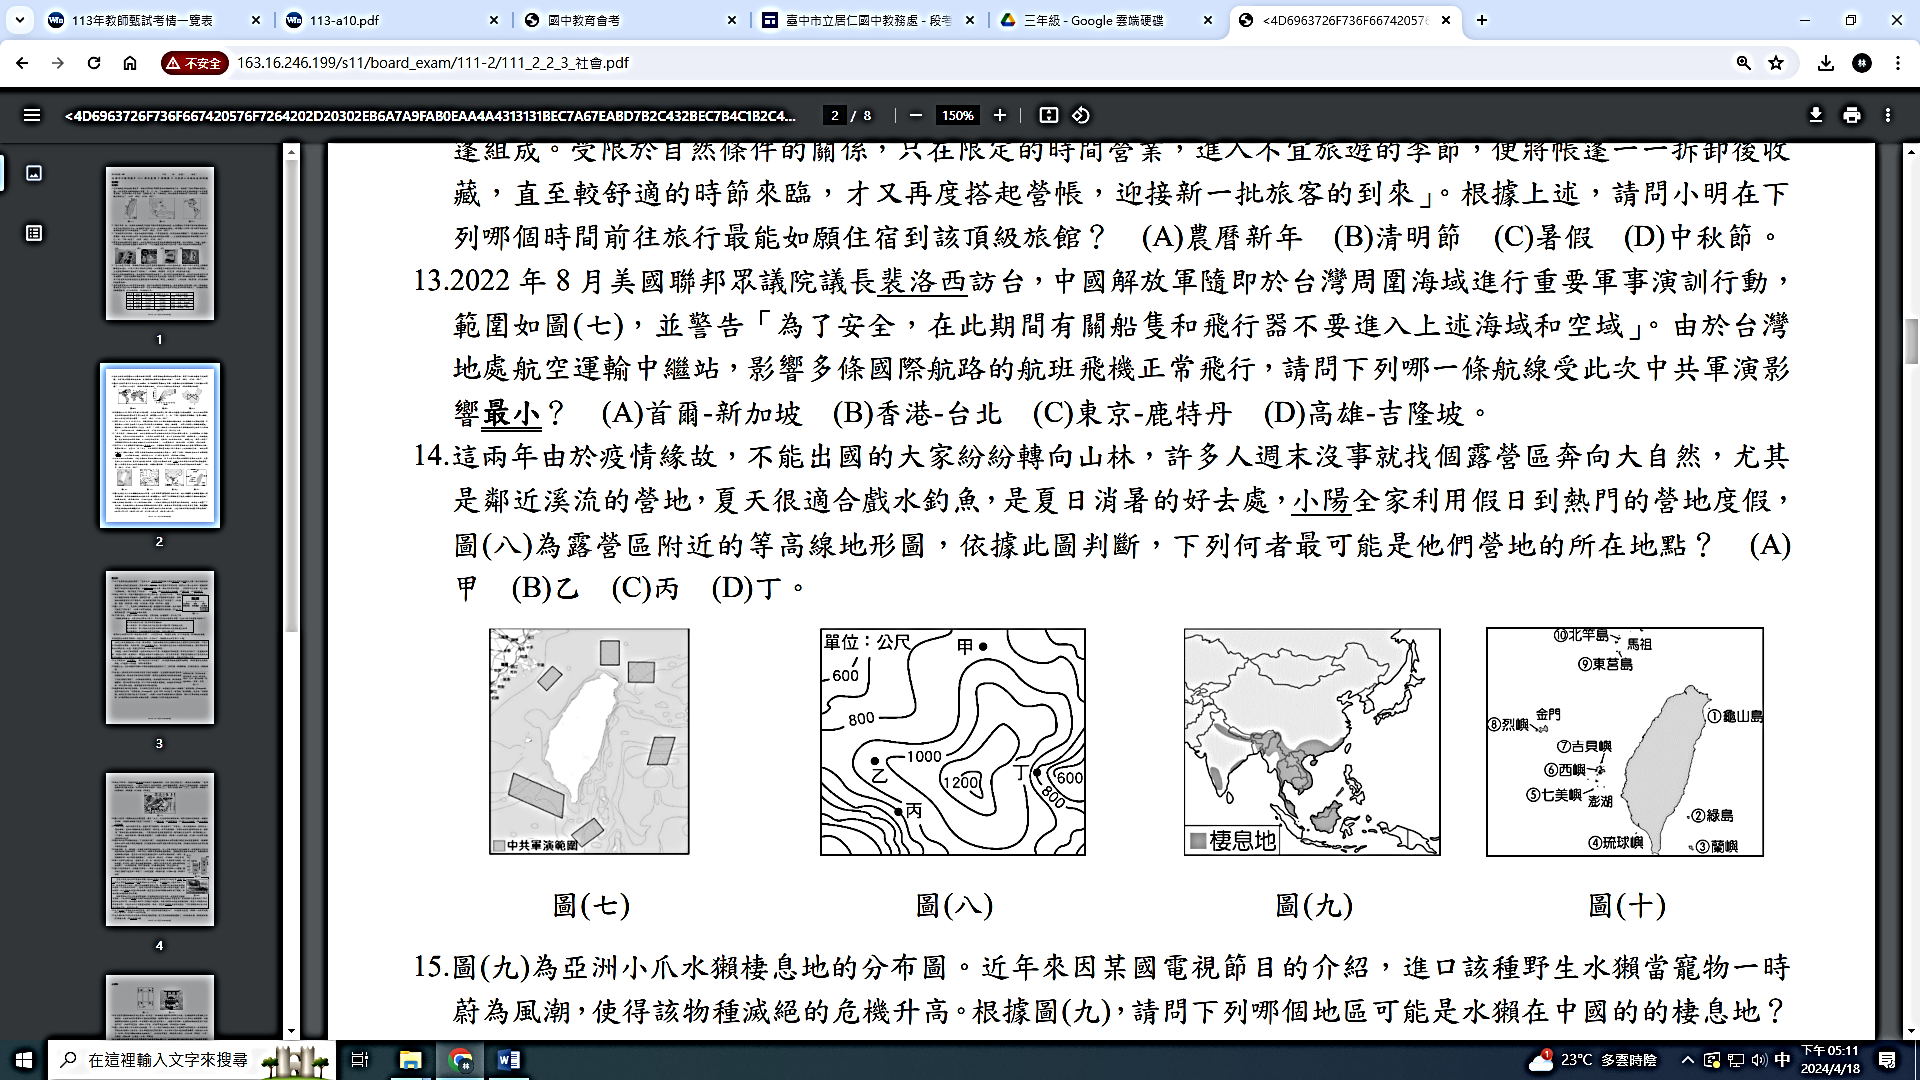 113年教師甄試考情一覽表
113-a10.pdf
國中教育會考
臺中市立居仁國中教務處 - 段考
三年級 - Google 雲端硬碟
<4D6963726F736F667420576
不安全
163.16.246.199/s11/board_exam/111-2/111_2_2_3_社會.pdf
<4D6963726F736F667420576F7264202D20302EB6A7A9FAB0EAA4A4313131BEC7A67EABD7B2C432BEC7B4C1B2C4...
2 / 8
150%
1
2
3
4
蓬組成。受限於自然條件的關係，只在限定的時間營業，進入不宜旅遊的季節，便將帳蓬一一拆卸後收
藏，直至較舒適的時節來臨，才又再度搭起營帳，迎接新一批旅客的到來」。根據上述，請問小明在下
列哪個時間前往旅行最能如願住宿到該頂級旅館？ (A)農曆新年 (B)清明節 (C)暑假 (D)中秋節。
13.2022 年 8 月美國聯邦眾議院議長裴洛西訪台，中國解放軍隨即於台灣周圍海域進行重要軍事演訓行動，
範圍如圖(七)，並警告「為了安全，在此期間有關船隻和飛行器不要進入上述海域和空域」。由於台灣
地處航空運輸中繼站，影響多條國際航路的航班飛機正常飛行，請問下列哪一條航線受此次中共軍演影
響最小？ (A)首爾-新加坡 (B)香港-台北 (C)東京-鹿特丹 (D)高雄-吉隆坡。
14.這兩年由於疫情緣故，不能出國的大家紛紛轉向山林，許多人週末沒事就找個露營區奔向大自然，尤其
是鄰近溪流的營地，夏天很適合戲水釣魚，是夏日消暑的好去處，小陽全家利用假日到熱門的營地度假，
圖(八)為露營區附近的等高線地形圖，依據此圖判斷，下列何者最可能是他們營地的所在地點？ (A)
甲 (B)乙 (C)丙 (D)丁。
中共軍演範圍
單位：公尺
甲
600
800
1000
乙
丁
600
1200
800
丙
棲息地
⑩北竿島
馬祖
⑨東莒島
金門
⑧烈嶼
①龜山島
⑦吉貝嶼
⑥西嶼
⑤七美嶼
澎湖
②綠島
④琉球嶼
③蘭嶼
圖(七)
圖(八)
圖(九)
圖(十)
15.圖(九)為亞洲小爪水獺棲息地的分布圖。近年來因某國電視節目的介紹，進口該種野生水獺當寵物一時
蔚為風潮，使得該物種滅絕的危機升高。根據圖(九)，請問下列哪個地區可能是水獺在中國的的棲息地？
在這裡輸入文字來搜尋
1
23°C 多雲時陰
中
下午 05:11
2024/4/18